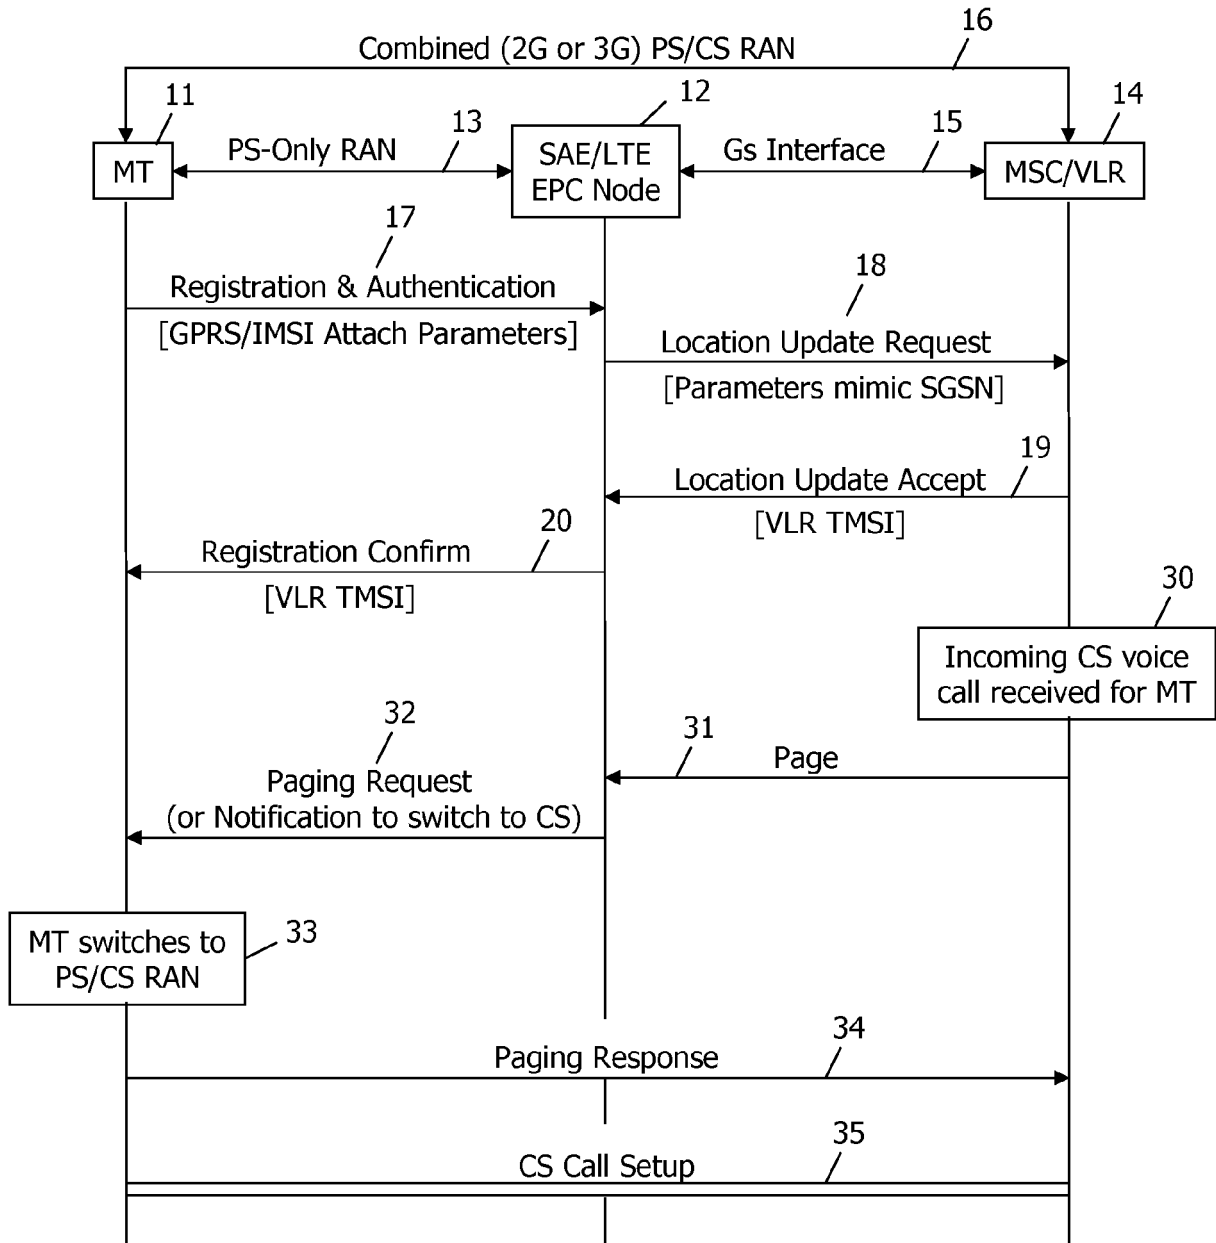 16
Combined (2G or 3G) PS/CS RAN
11
12
13
14
15
PS-Only RAN
Gs Interface
MT
SAE/LTE
EPC Node
MSC/VLR
17
Registration & Authentication
[GPRS/IMSI Attach Parameters]
18
Location Update Request
[Parameters mimic SGSN]
19
Location Update Accept
[VLR TMSI]
20
Registration Confirm
[VLR TMSI]
30
Incoming CS voice
call received for MT
31
Page
32
Paging Request
(or Notification to switch to CS)
33
MT switches to
PS/CS RAN
34
Paging Response
35
CS Call Setup